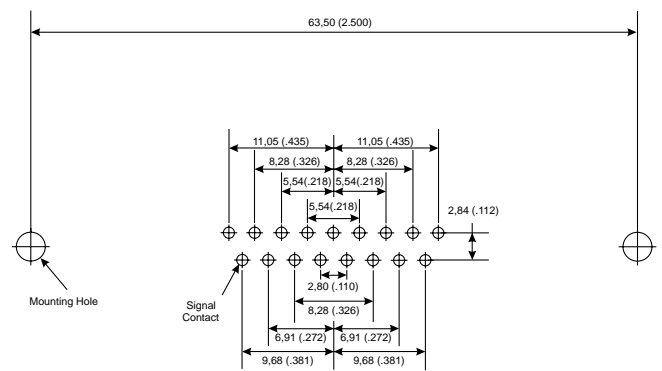 63,50 (2.500)
11,05 (.435) 11,05 (.435)
8,28 (.326) 8,28 (.326)
5,54(.218) 5,54(.218)
5,54(.218)
2,84 (.112)
Mounting Hole
Signal
Contact
2,80 (.110)
8,28 (.326)
6,91 (.272) 6,91 (.272)
9,68 (.381) 9,68 (.381)